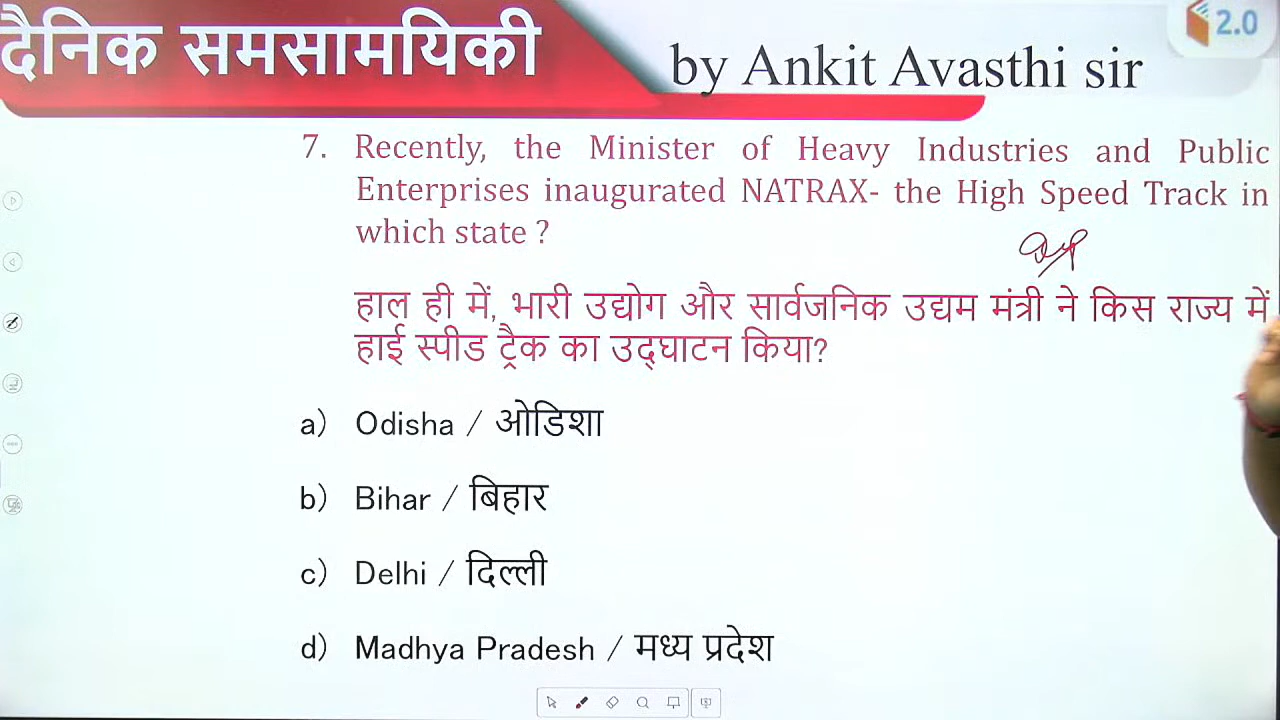 दैनिक समसामयिकी
by Ankit Avasthi sir
2.0
7. Recently, the Minister of Heavy Industries and Public
Enterprises inaugurated NATRAX- the High Speed Track in
which state ?
हाल ही में, भारी उद्योग और सार्वजनिक उद्यम मंत्री ने किस राज्य में
हाई स्पीड ट्रैक का उद्घाटन किया?
a) Odisha / ओडिशा
b) Bihar / बिहार
c) Delhi / दिल्ली
d) Madhya Pradesh / मध्य प्रदेश